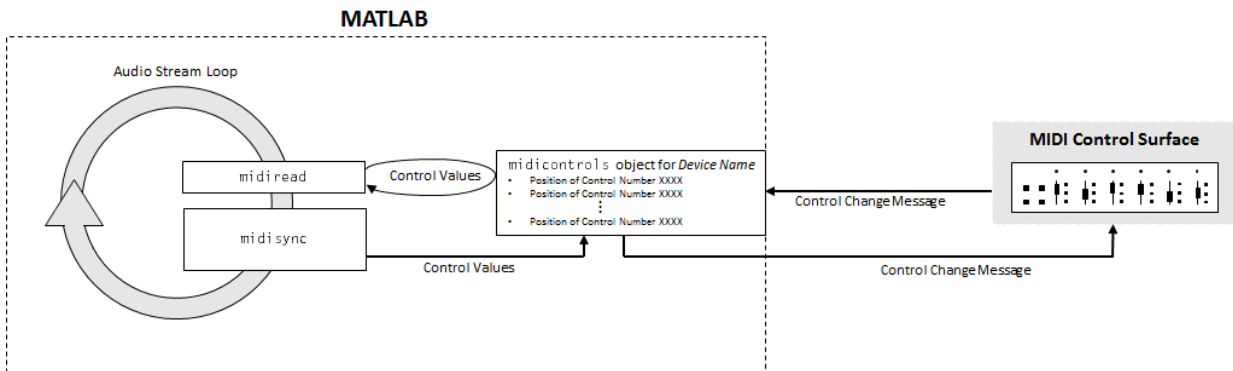 MATLAB
Audio Stream Loop
midiread
midisync
Control Values
midicontrols object for Device Name
• Position of Control Number XXXX
• Position of Control Number XXXX
⋮
• Position of Control Number XXXX
Control Values
MIDI Control Surface
Control Change Message
Control Change Message